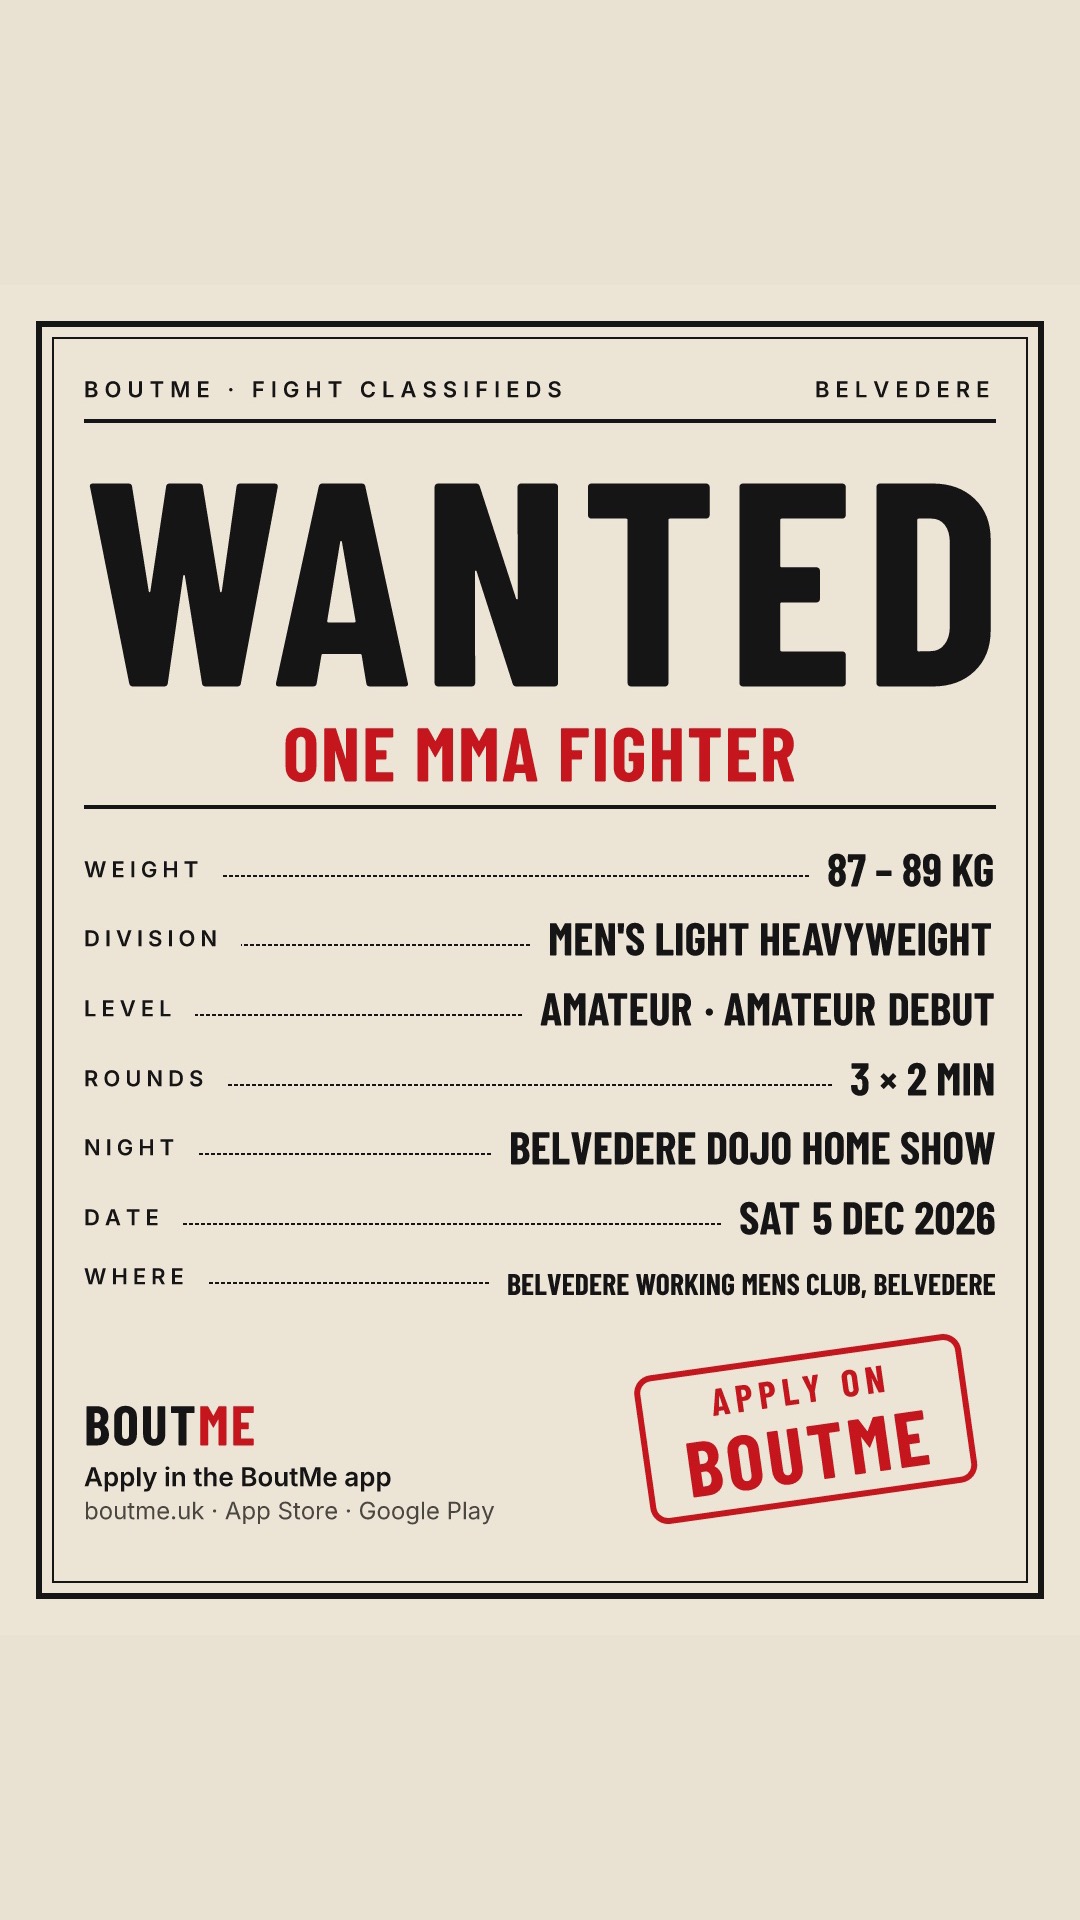 BOUTME · FIGHT CLASSIFIEDS BELVEDERE
WANTED
ONE MMA FIGHTER
WEIGHT 87 – 89 KG
DIVISION MEN'S LIGHT HEAVYWEIGHT
LEVEL AMATEUR · AMATEUR DEBUT
ROUNDS 3 × 2 MIN
NIGHT BELVEDERE DOJO HOME SHOW
DATE SAT 5 DEC 2026
WHERE BELVEDERE WORKING MENS CLUB, BELVEDERE
BOUTME
Apply in the BoutMe app
boutme.uk · App Store · Google Play
APPLY ON
BOUTME